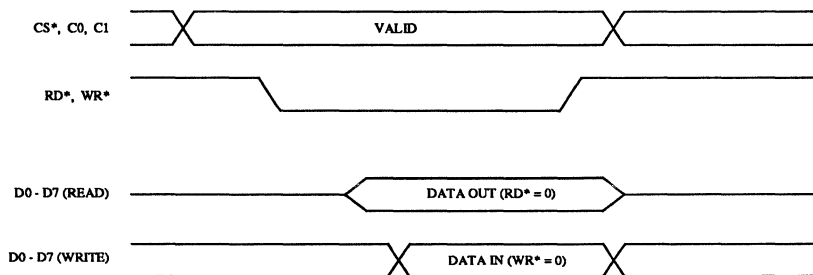 CS*, C0, C1
VALID
RD*, WR*
D0 - D7 (READ)
DATA OUT (RD* = 0)
D0 - D7 (WRITE)
DATA IN (WR* = 0)